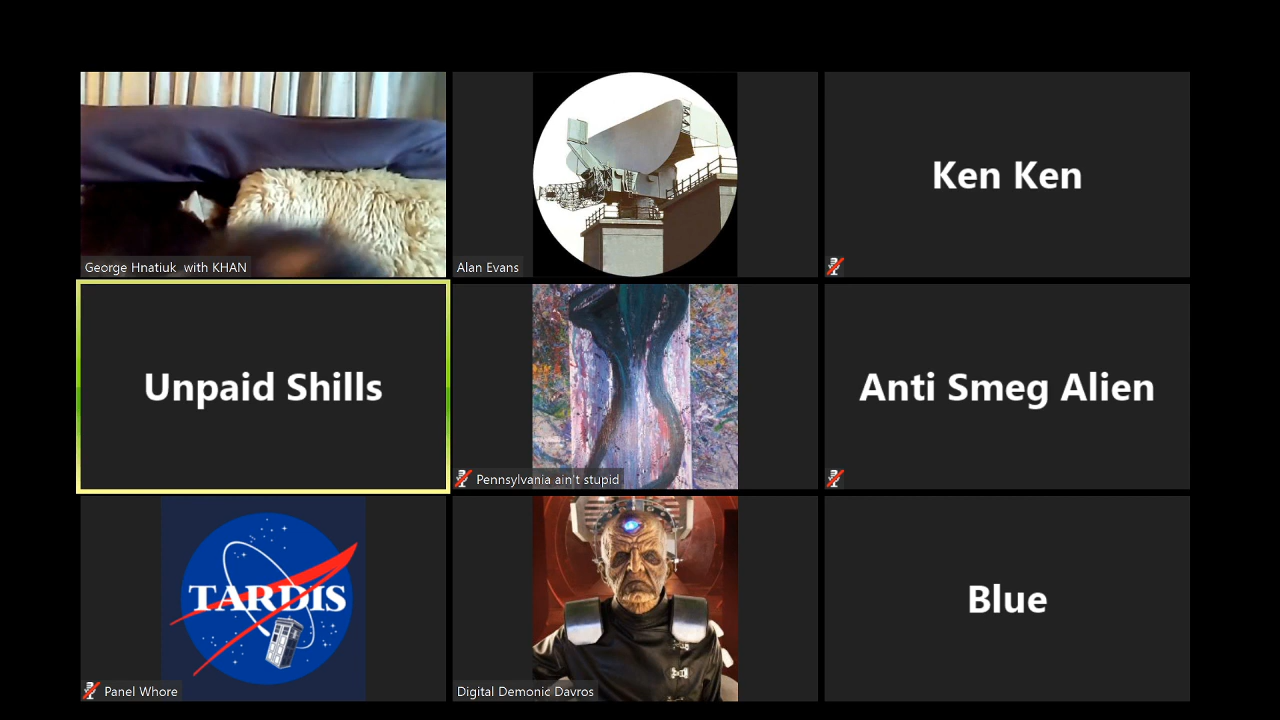 George Hnatiuk  with KHAN
Alan Evans
Ken Ken
Unpaid Shills
Pennsylvania ain't stupid
Anti Smeg Alien
TARDIS
Panel Whore
Digital Demonic Davros
Blue